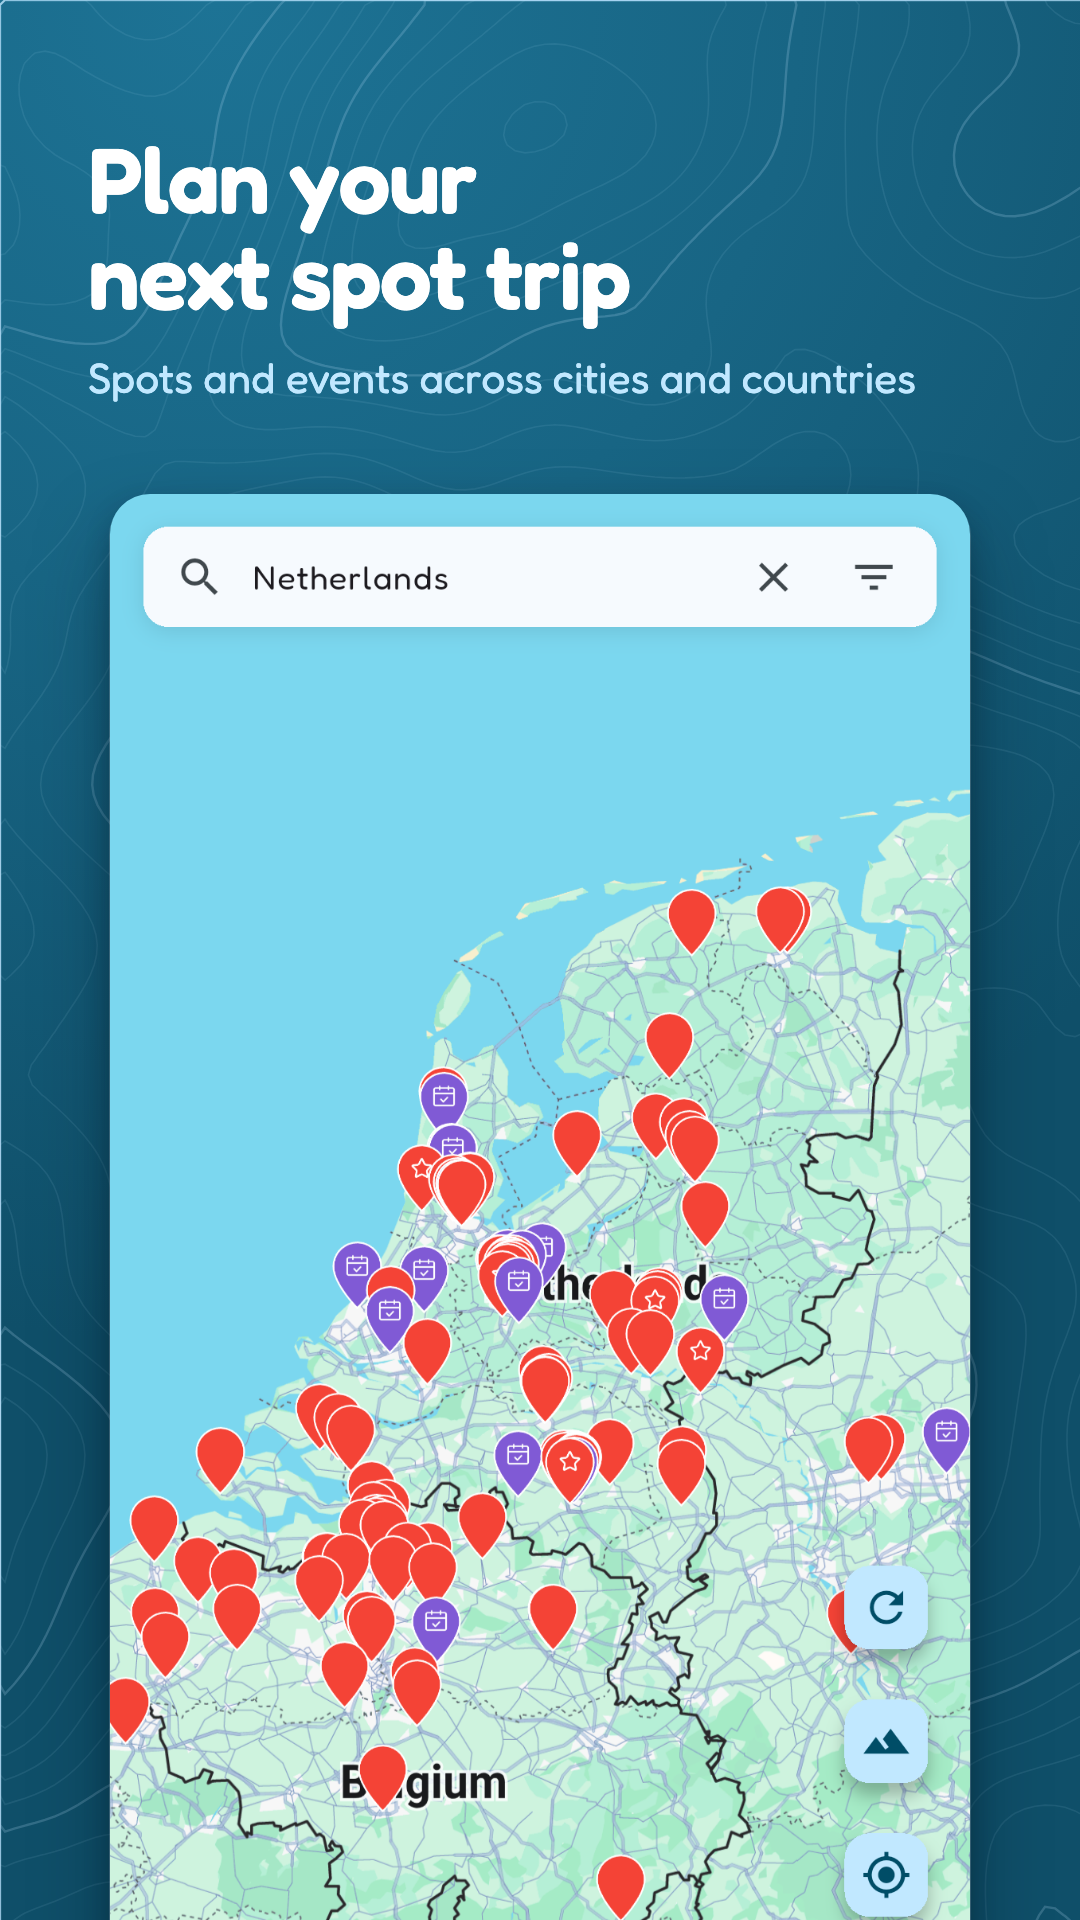 Plan your
next spot trip
Spots and events across cities and countries
Netherlands